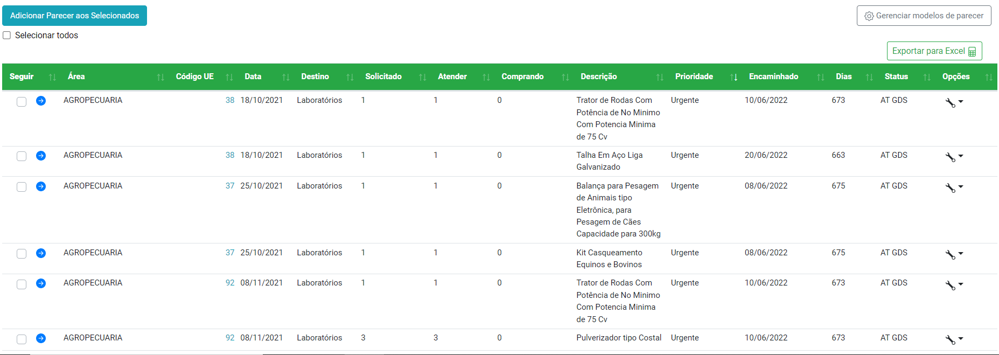 Adicionar Parecer aos Selecionados
Gerenciar modelos de parecer
Selecionar todos
Exportar para Excel
Seguir Área Código UE Data Destino Solicitado Atender Comprando Descrição Prioridade Encaminhado Dias Status Opções
AGROPECUARIA 38 18/10/2021 Laboratórios 1 1 0 Trator de Rodas Com Urgente 10/06/2022 673 AT GDS
Potência de No Minimo
Com Potencia Minima
de 75 Cv
AGROPECUARIA 38 18/10/2021 Laboratórios 1 1 0 Talha Em Aço Liga Urgente 20/06/2022 663 AT GDS
Galvanizado
AGROPECUARIA 37 25/10/2021 Laboratórios 1 1 0 Balança para Pesagem Urgente 08/06/2022 675 AT GDS
de Animais tipo
Eletrônica, para
Pesagem de Cães
Capacidade para 300kg
AGROPECUARIA 37 25/10/2021 Laboratórios 1 1 0 Kit Casqueamento Urgente 08/06/2022 675 AT GDS
Equinos e Bovinos
AGROPECUARIA 92 08/11/2021 Laboratórios 1 1 0 Trator de Rodas Com Urgente 10/06/2022 673 AT GDS
Potência de No Minimo
Com Potencia Minima
de 75 Cv
AGROPECUARIA 92 08/11/2021 Laboratórios 3 3 0 Pulverizador tipo Costal Urgente 10/06/2022 673 AT GDS